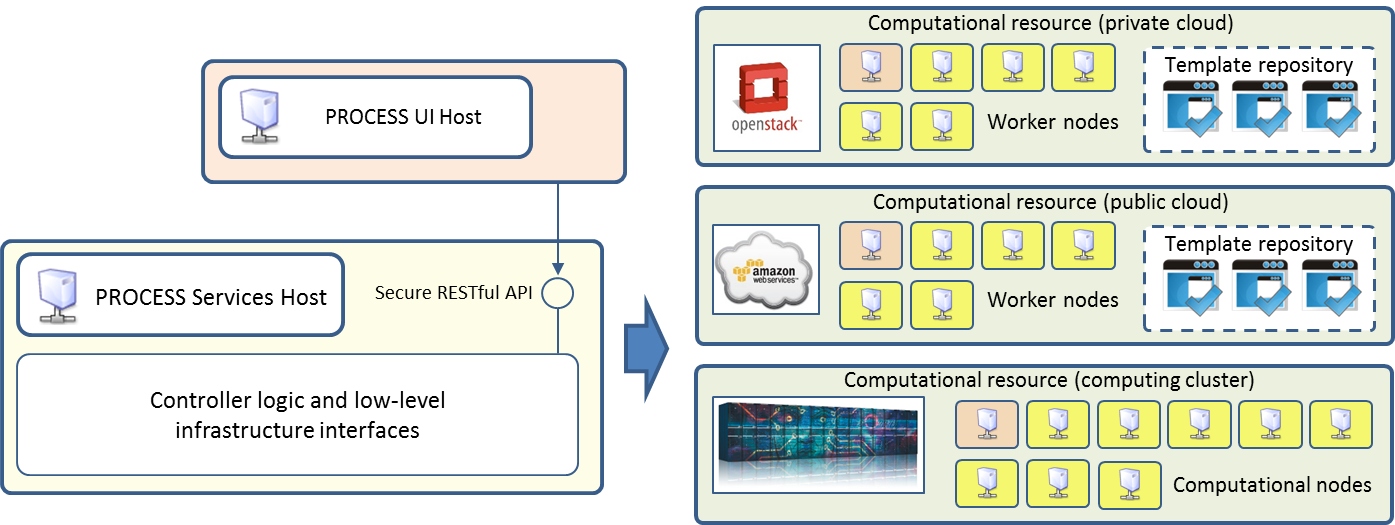 PROCESS UI Host
PROCESS Services Host
Secure RESTful API
Controller logic and low-level
infrastructure interfaces
Computational resource (private cloud)
openstack™
Worker nodes
Template repository
Computational resource (public cloud)
amazon
webservices™
Worker nodes
Template repository
Computational resource (computing cluster)
Computational nodes